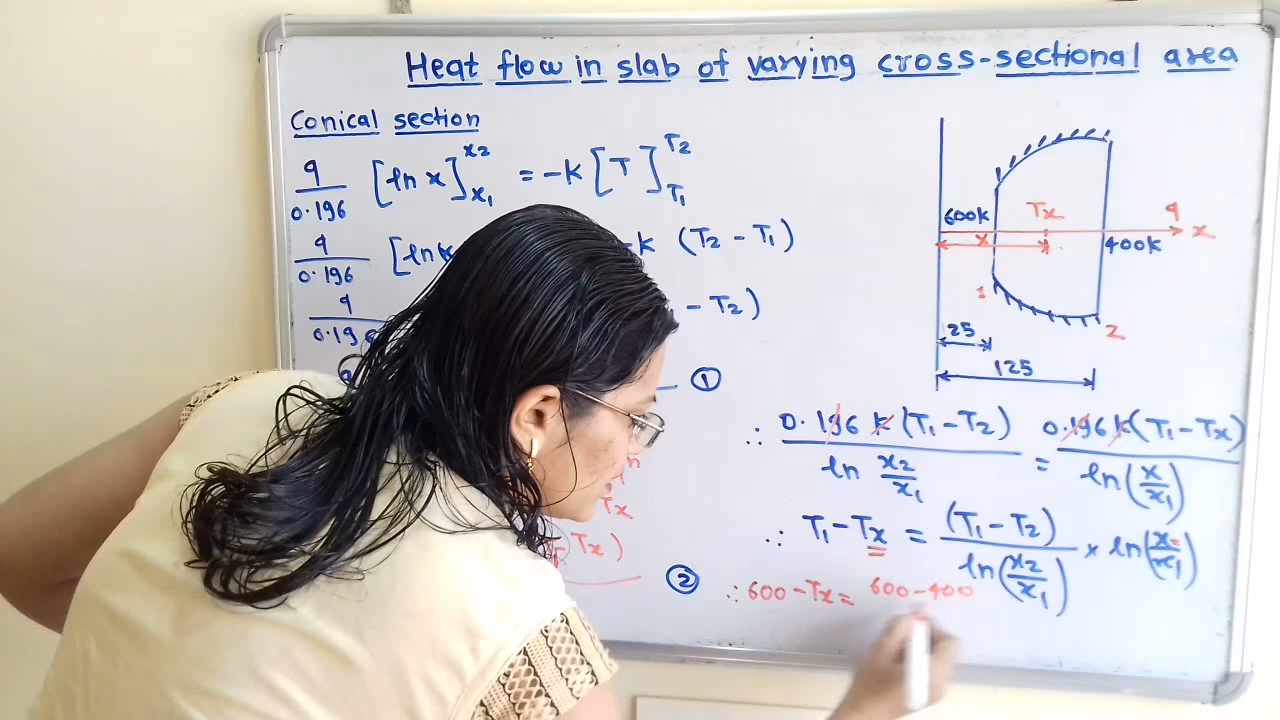 Heat flow in slab of varying cross-sectional area
Conical section
q/0.196 [ln x]x₁^x₂ = -K [T]T₁^T₂
q/0.196 [ln K (T₂ - T₁)
q/0.19 - T₂)
①
Tx
Tx)
②
600K Tx q
x x
400K
1
2
25
125
∴ 0.196 K (T₁ - T₂)/ln x₂/x₁ = 0.196 K (T₁ - Tx)/ln(x/x₁)
∴ T₁ - Tx = (T₁ - T₂)/ln(x₂/x₁) × ln(x/x₁)
∴ 600 - Tx = 600 - 400